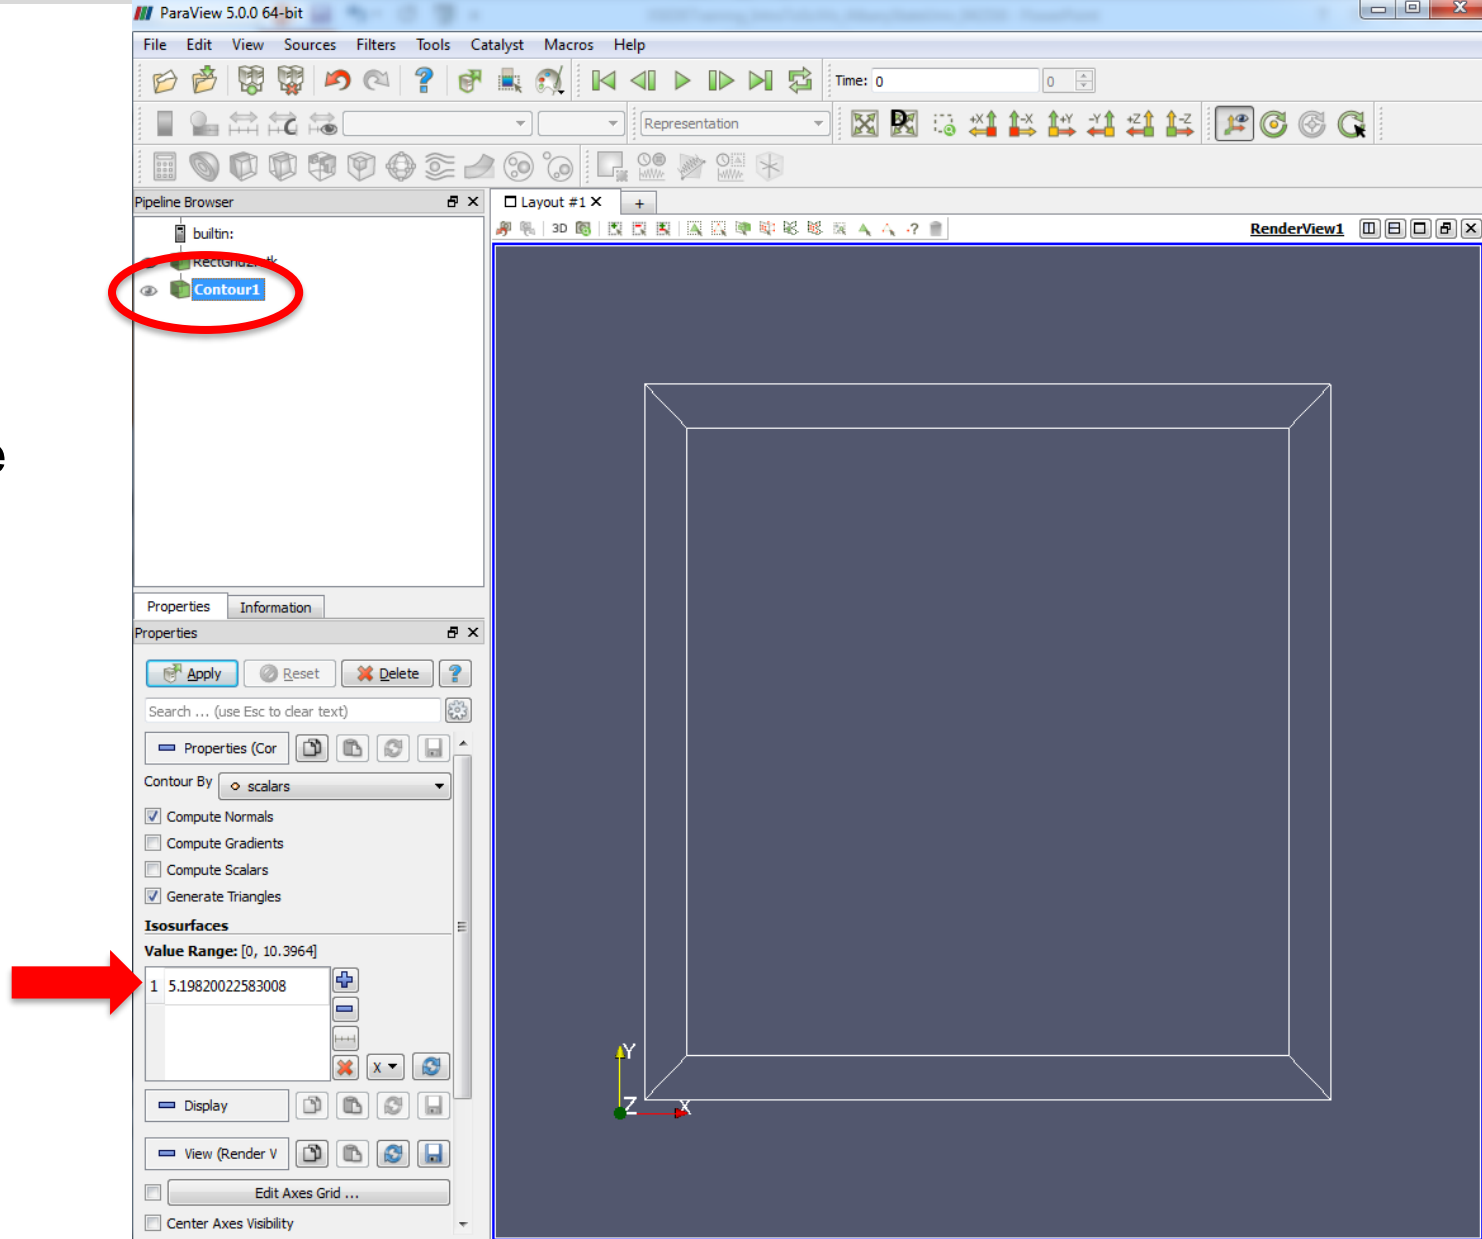 ParaView 5.0.0 64-bit
File Edit View Sources Filters Tools Catalyst Macros Help
Time: 0 0
Representation
+X -X +Y -Y +Z -Z
Pipeline Browser
Layout #1
3D
RenderView1
builtin:
Contour1
e
Properties Information
Properties
Apply Reset Delete ?
Search ... (use Esc to clear text)
Properties (Cor
Contour By scalars
Compute Normals
Compute Gradients
Compute Scalars
Generate Triangles
Isosurfaces
Value Range: [0, 10.3964]
1 5.19820022583008
X
Display
View (Render V
Edit Axes Grid ...
Center Axes Visibility
Y
Z X